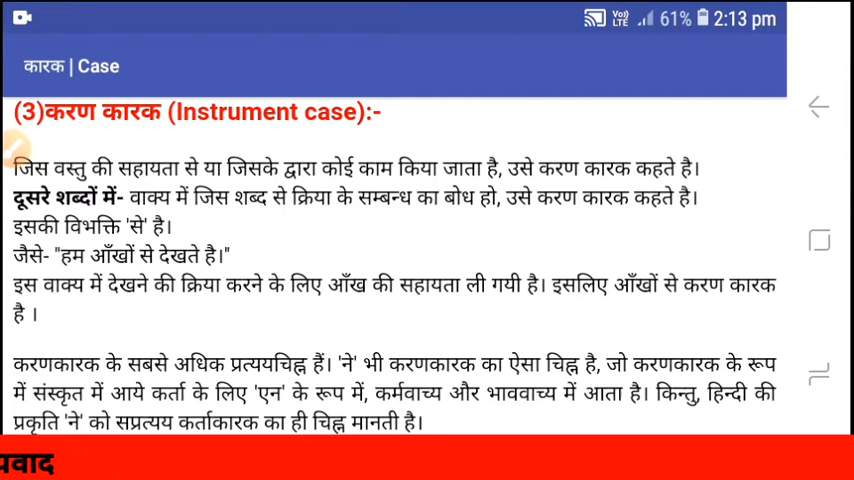 Vo)) LTE 61% 2:13 pm
कारक | Case
(3)करण कारक (Instrument case):-
जिस वस्तु की सहायता से या जिसके द्वारा कोई काम किया जाता है, उसे करण कारक कहते है।
दूसरे शब्दों में- वाक्य में जिस शब्द से क्रिया के सम्बन्ध का बोध हो, उसे करण कारक कहते है।
इसकी विभक्ति 'से' है।
जैसे- "हम आँखों से देखते है।"
इस वाक्य में देखने की क्रिया करने के लिए आँख की सहायता ली गयी है। इसलिए आँखों से करण कारक
है ।
करणकारक के सबसे अधिक प्रत्ययचिह्न हैं। 'ने' भी करणकारक का ऐसा चिह्न है, जो करणकारक के रूप
में संस्कृत में आये कर्ता के लिए 'एन' के रूप में, कर्मवाच्य और भाववाच्य में आता है। किन्तु, हिन्दी की
प्रकृति 'ने' को सप्रत्यय कर्ताकारक का ही चिह्न मानती है।